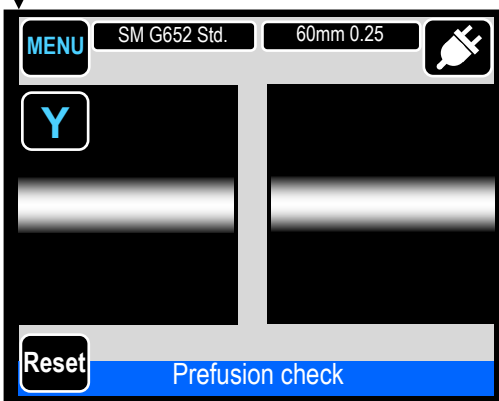 MENU
SM G652 Std.
60mm 0.25
Y
Reset
Prefusion check